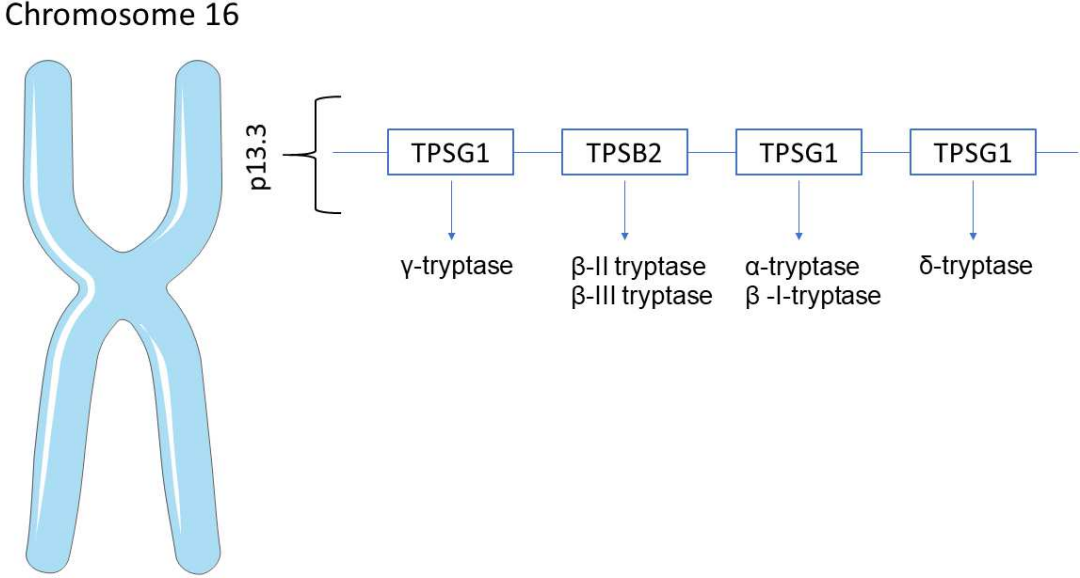 Chromosome 16
p13.3
TPSG1
TPSB2
TPSG1
TPSG1
γ-tryptase
β-II tryptase
β-III tryptase
α-tryptase
β -I-tryptase
δ-tryptase